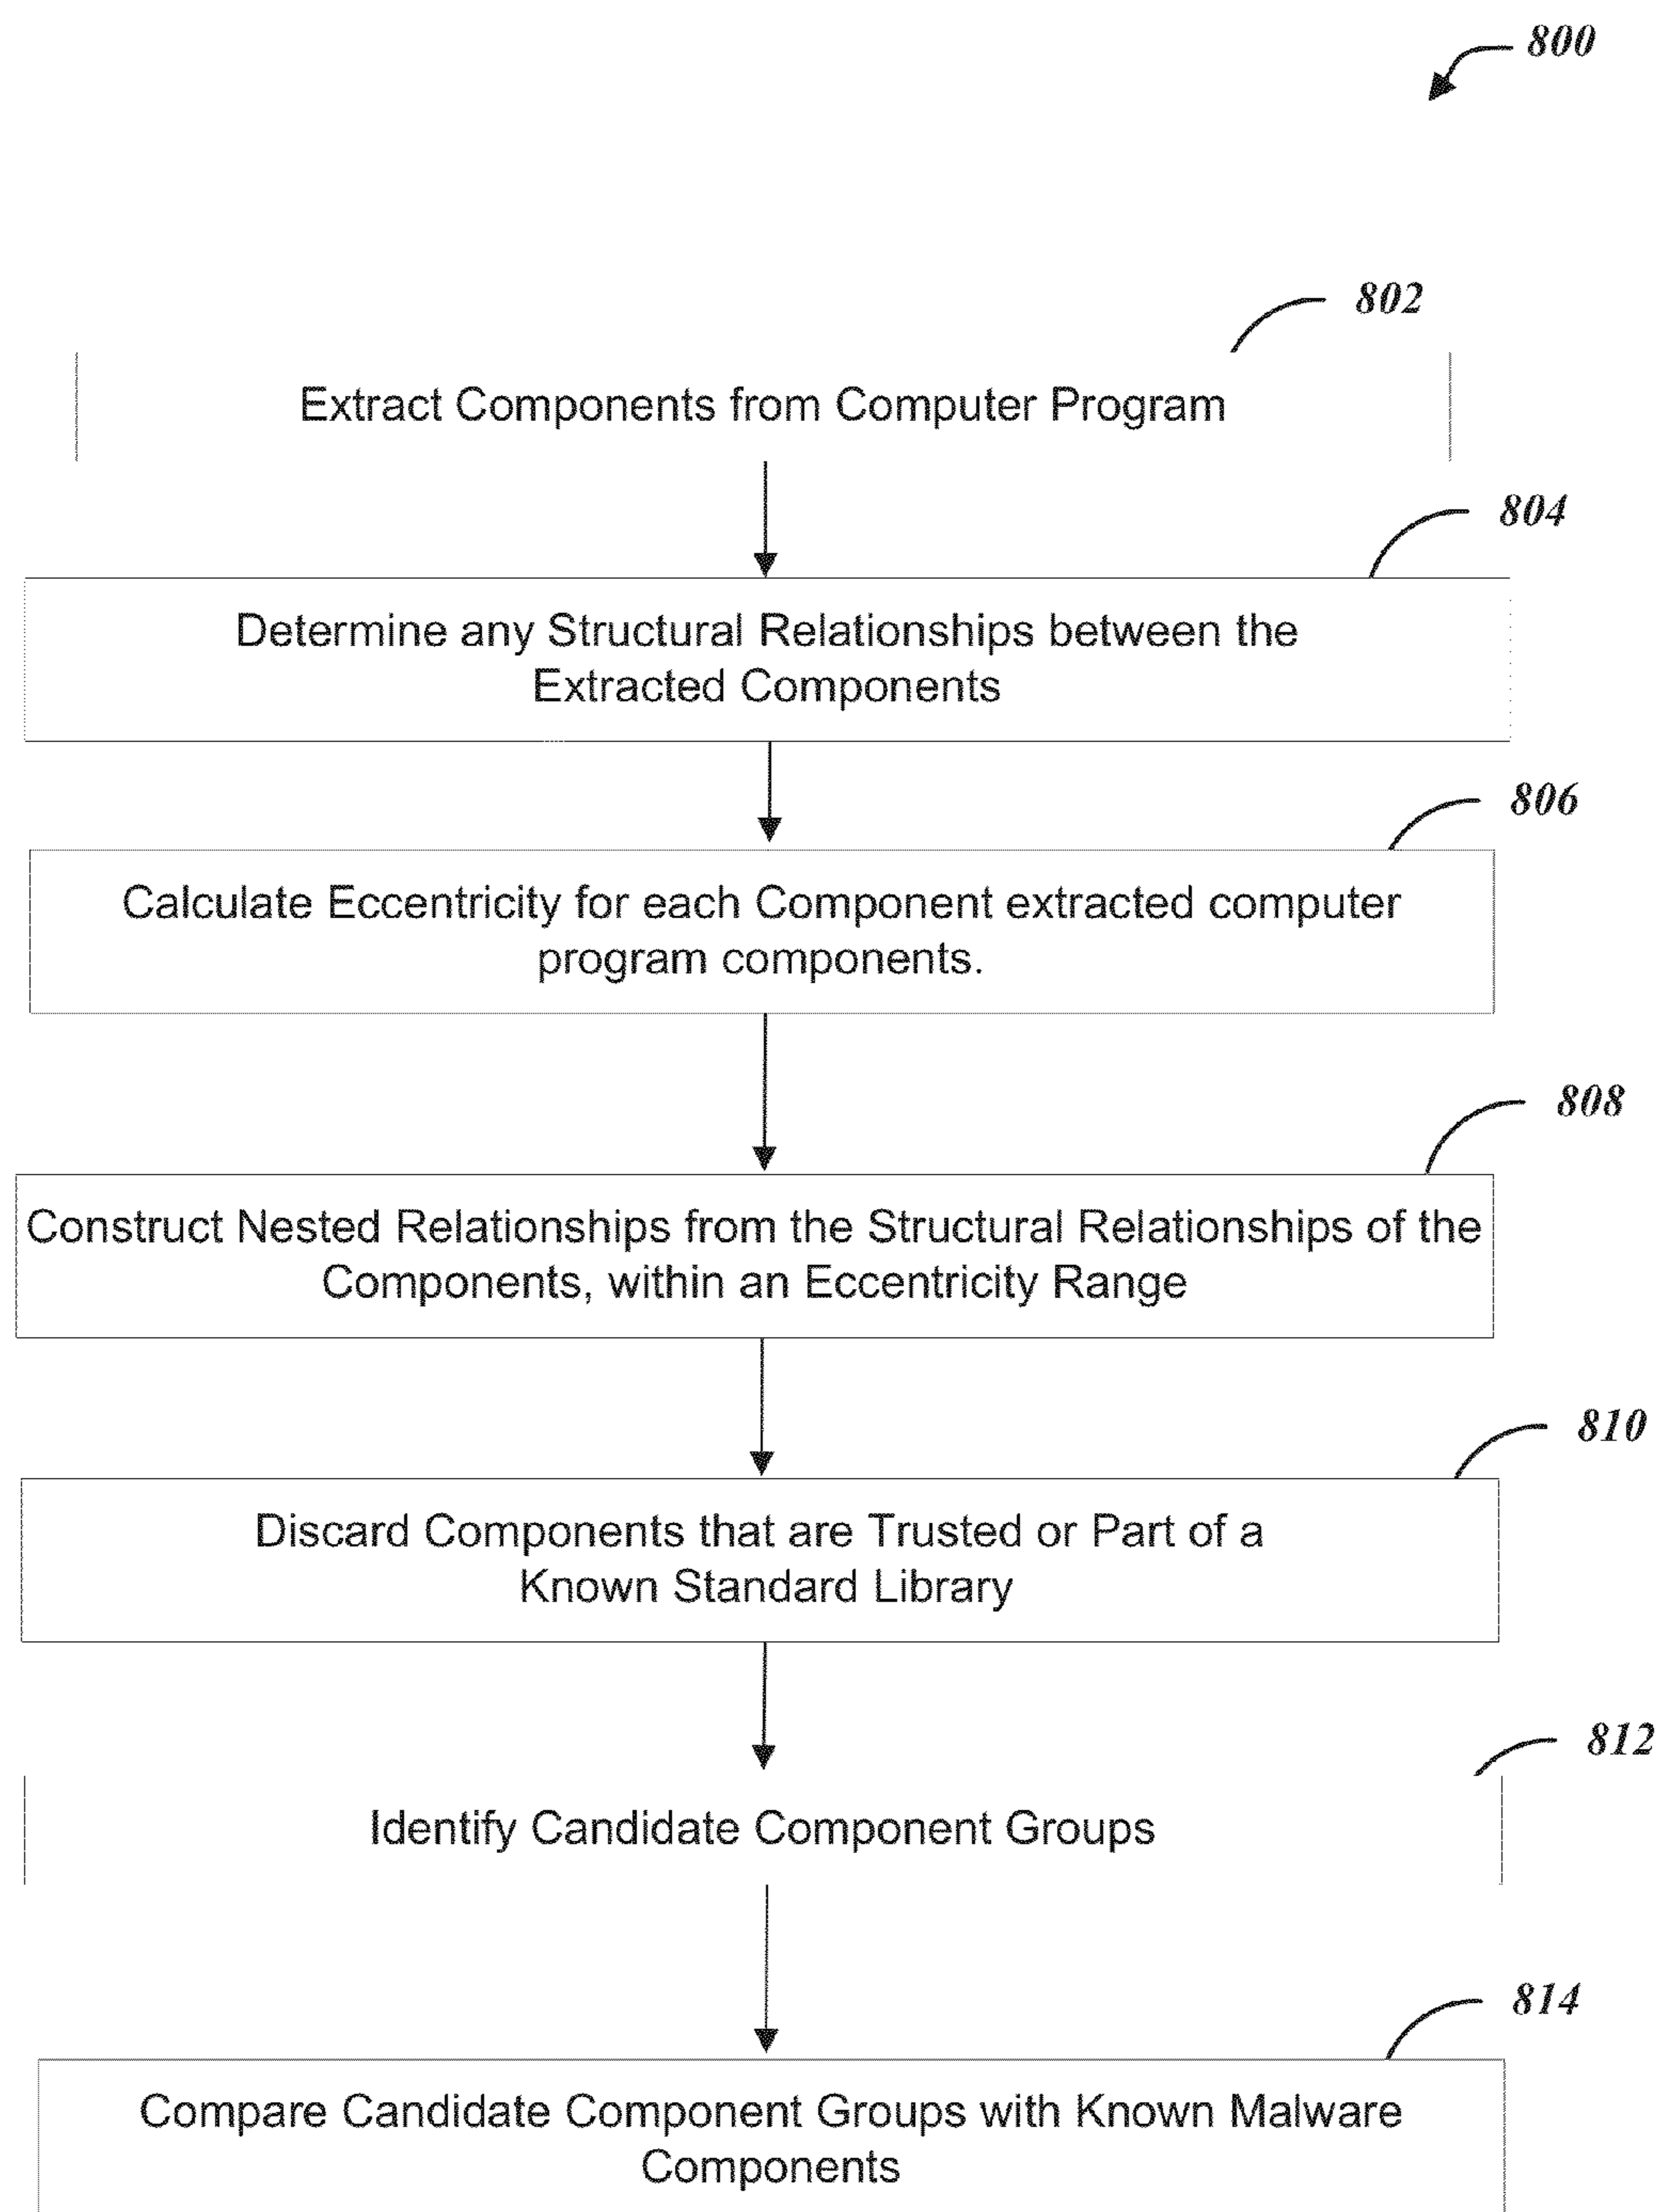 800
802
Extract Components from Computer Program
804
Determine any Structural Relationships between the
Extracted Components
806
Calculate Eccentricity for each Component extracted computer
program components.
808
Construct Nested Relationships from the Structural Relationships of the
Components, within an Eccentricity Range
810
Discard Components that are Trusted or Part of a
Known Standard Library
812
Identify Candidate Component Groups
814
Compare Candidate Component Groups with Known Malware
Components